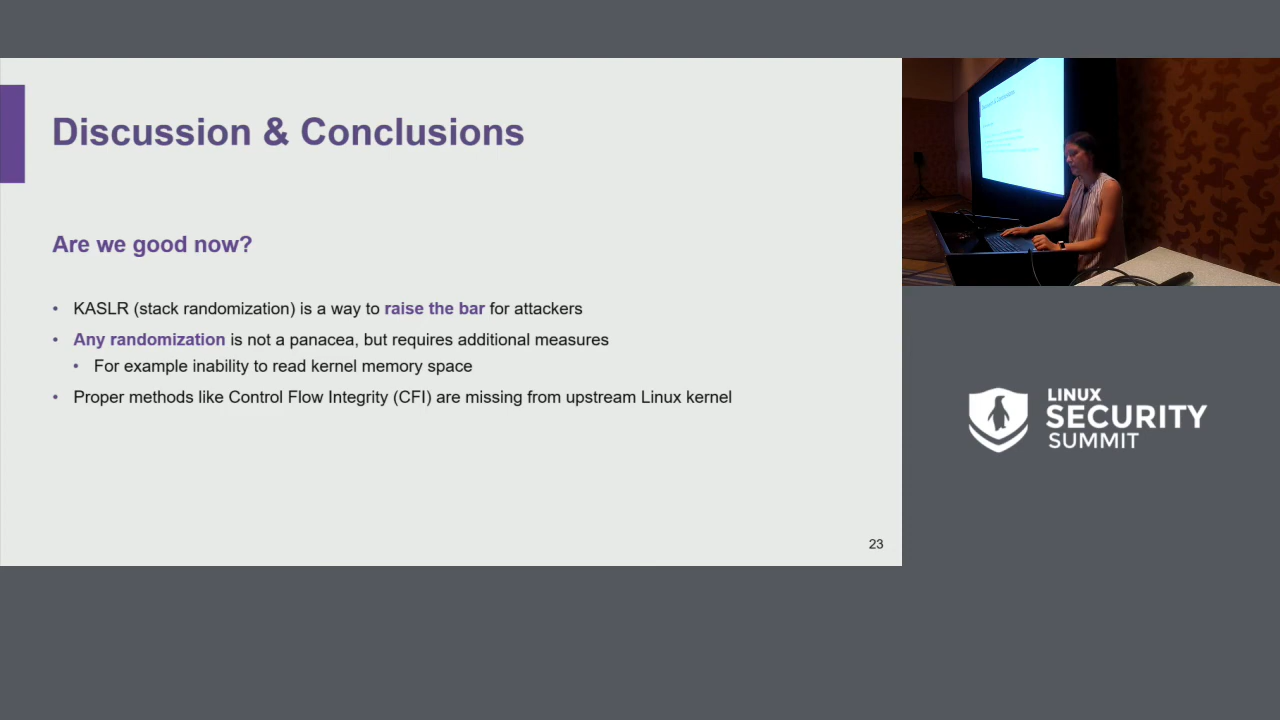 Discussion & Conclusions
Are we good now?
• KASLR (stack randomization) is a way to raise the bar for attackers
• Any randomization is not a panacea, but requires additional measures
• For example inability to read kernel memory space
• Proper methods like Control Flow Integrity (CFI) are missing from upstream Linux kernel
23
LINUX
SECURITY
SUMMIT